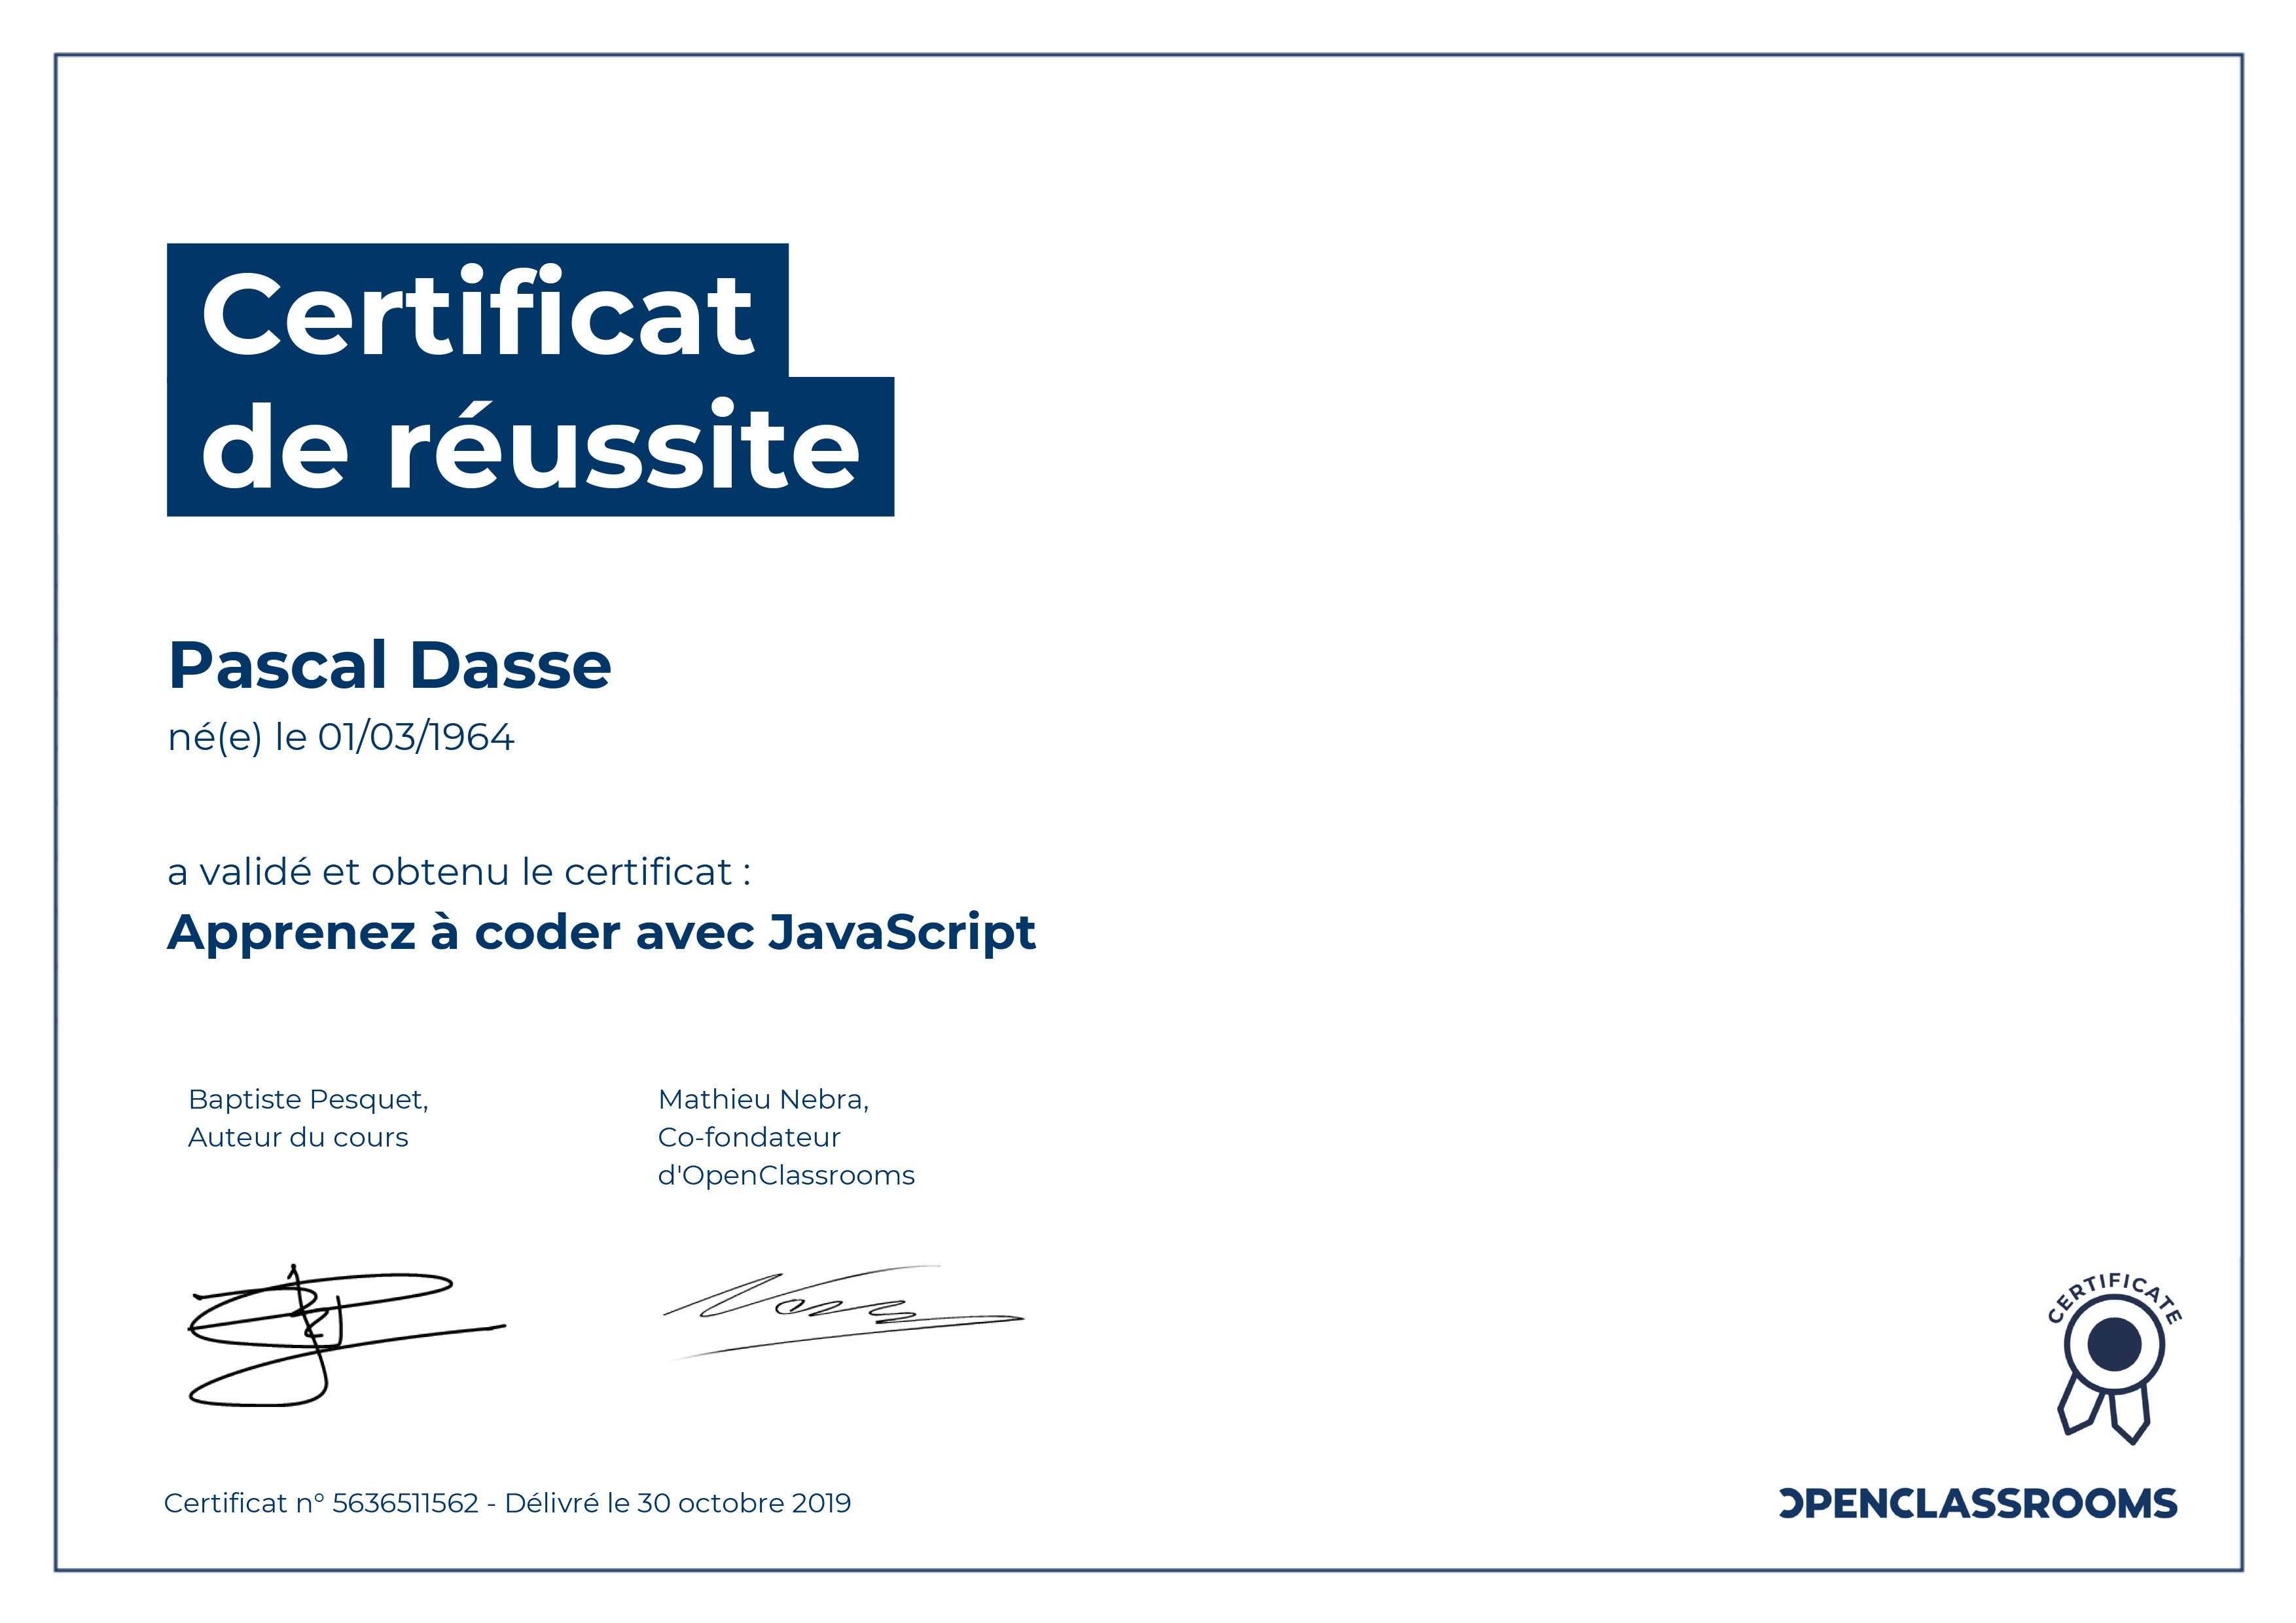 Certificat
de réussite
Pascal Dasse
né(e) le 01/03/1964
a validé et obtenu le certificat :
Apprenez à coder avec JavaScript
Baptiste Pesquet,
Auteur du cours
Mathieu Nebra,
Co-fondateur
d'OpenClassrooms
CERTIFICATE
Certificat n° 5636511562 - Délivré le 30 octobre 2019
OPENCLASSROOMS